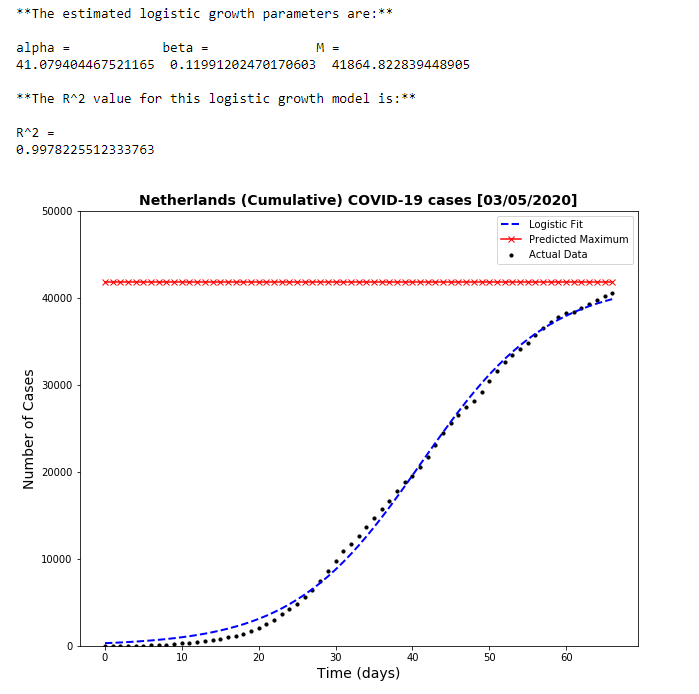 **The estimated logistic growth parameters are:**
alpha = beta = M =
41.079404467521165 0.11991202470170603 41864.822839448905
**The R^2 value for this logistic growth model is:**
R^2 =
0.9978225512333763
Netherlands (Cumulative) COVID-19 cases [03/05/2020]
50000
40000
30000
20000
10000
0
Number of Cases
Logistic Fit
Predicted Maximum
Actual Data
0 10 20 30 40 50 60
Time (days)